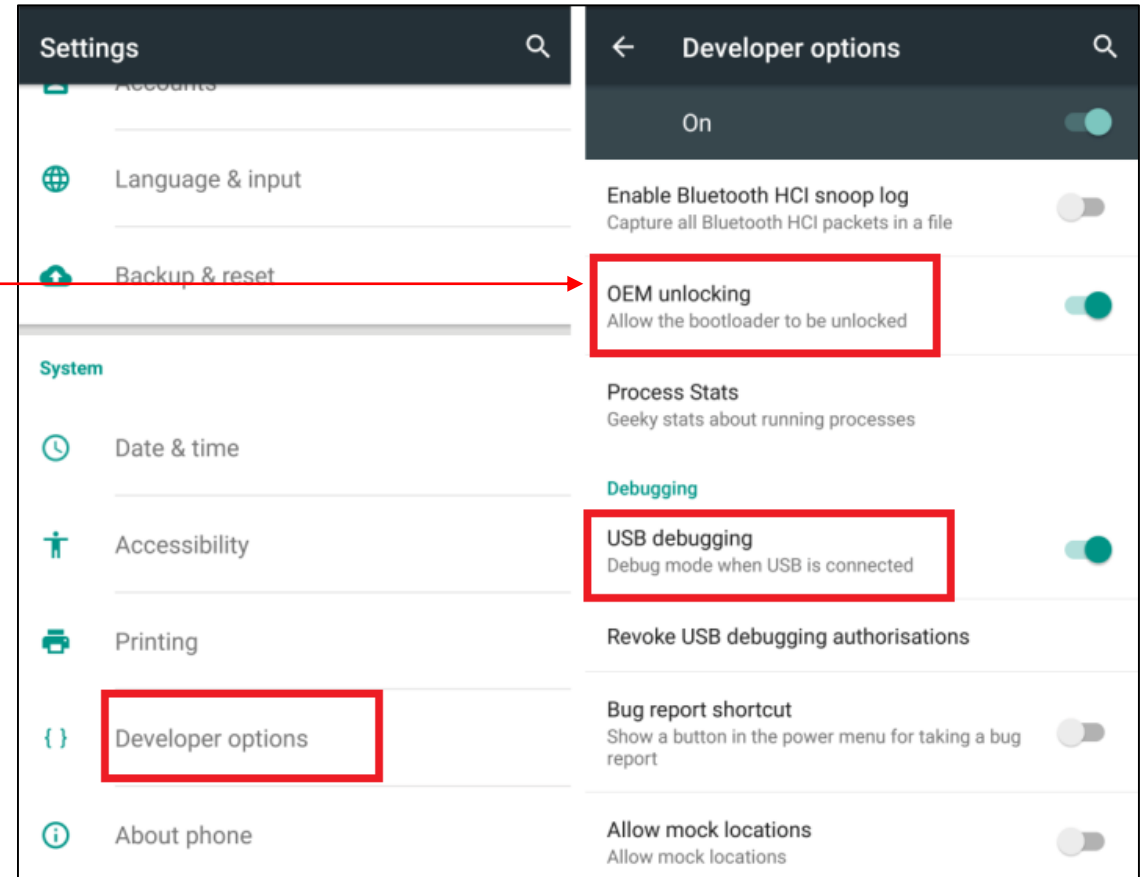 Settings
Accounts
Language & input
Backup & reset
System
Date & time
Accessibility
Printing
{ }
Developer options
About phone
Developer options
On
Enable Bluetooth HCI snoop log
Capture all Bluetooth HCI packets in a file
OEM unlocking
Allow the bootloader to be unlocked
Process Stats
Geeky stats about running processes
Debugging
USB debugging
Debug mode when USB is connected
Revoke USB debugging authorisations
Bug report shortcut
Show a button in the power menu for taking a bug
report
Allow mock locations
Allow mock locations